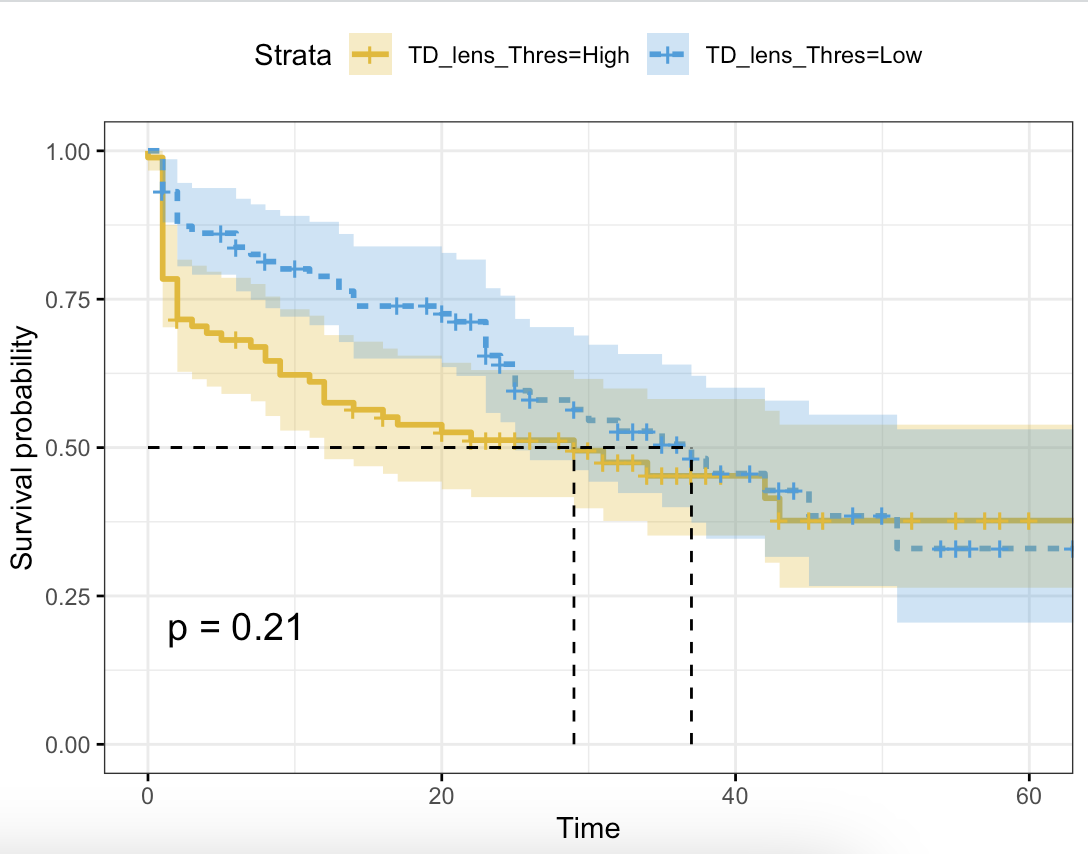 Strata TD_lens_Thres=High TD_lens_Thres=Low
1.00
0.75
0.50
0.25
0.00
Survival probability
p = 0.21
0 20 40 60
Time